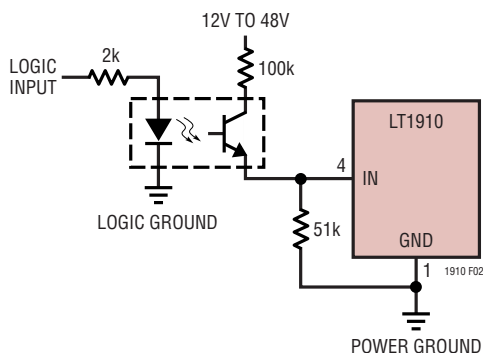 12V TO 48V
2k
LOGIC
INPUT
100k
LT1910
4
IN
LOGIC GROUND
51k
GND
1
1910 F02
POWER GROUND